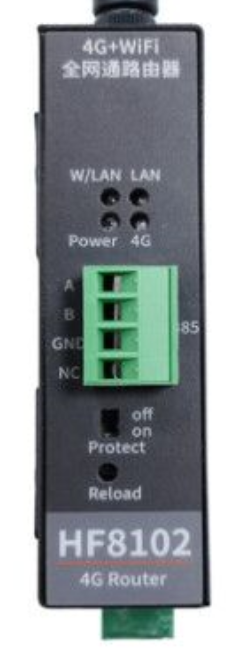 4G+WiFi
全网通路由器
W/LAN LAN
Power 4G
A
B
GND
NC
485
off
on
Protect
Reload
HF8102
4G Router